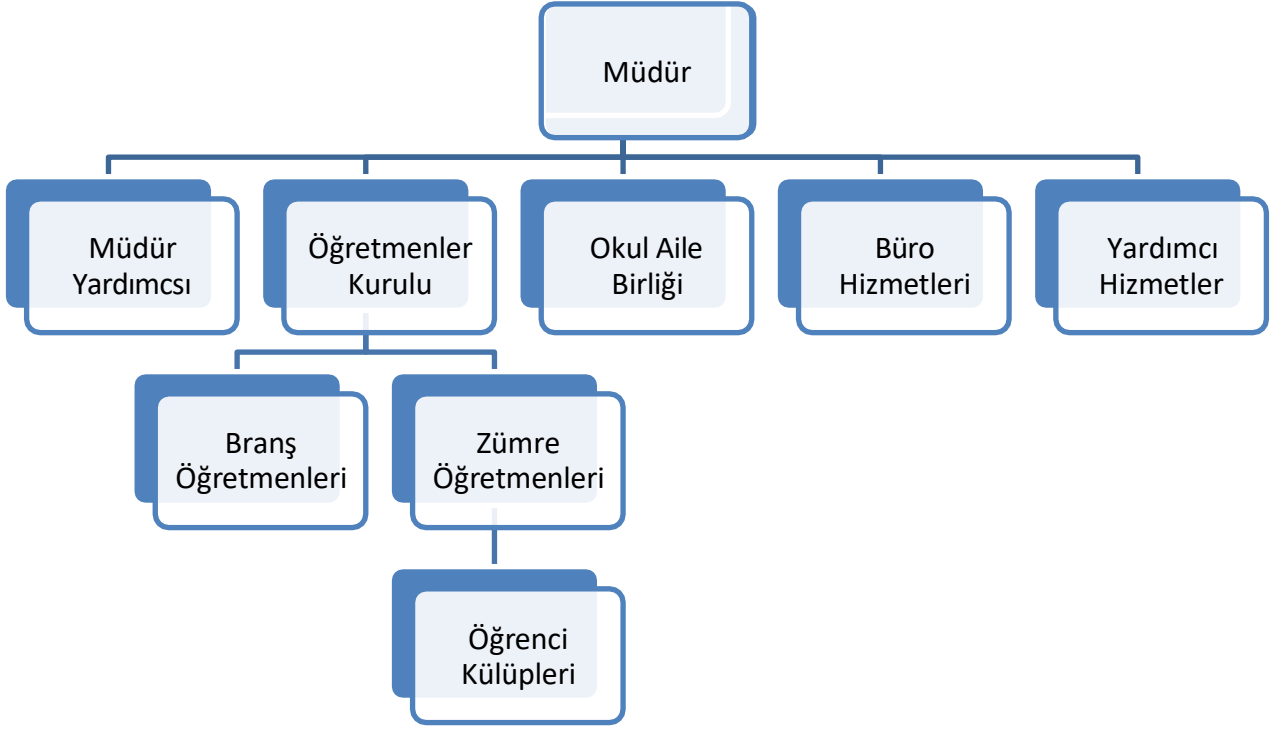 Müdür
Müdür
Yardımcsı
Öğretmenler
Kurulu
Okul Aile
Birliği
Büro
Hizmetleri
Yardımcı
Hizmetler
Branş
Öğretmenleri
Zümre
Öğretmenleri
Öğrenci
Külüpleri